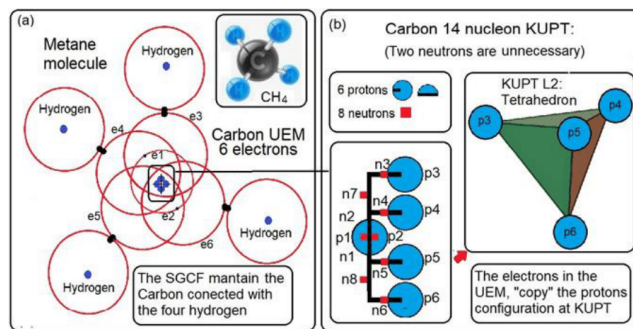 (a)
Metane
molecule
Hydrogen
CH4
Hydrogen
e3
e4
Carbon UEM
6 electrons
e1
e2
e5
e6
Hydrogen
Hydrogen
The SGCF mantain the
Carbon conected with
the four hydrogen
(b)
Carbon 14 nucleon KUPT:
(Two neutrons are unnecessary)
6 protons
8 neutrons
KUPT L2:
Tetrahedron
p3
p4
p5
p6
n3
p3
n7
n4
p4
n2
p1
p2
n1
n5
p5
n8
n6
p6
The electrons in the
UEM, "copy" the protons
configuration at KUPT